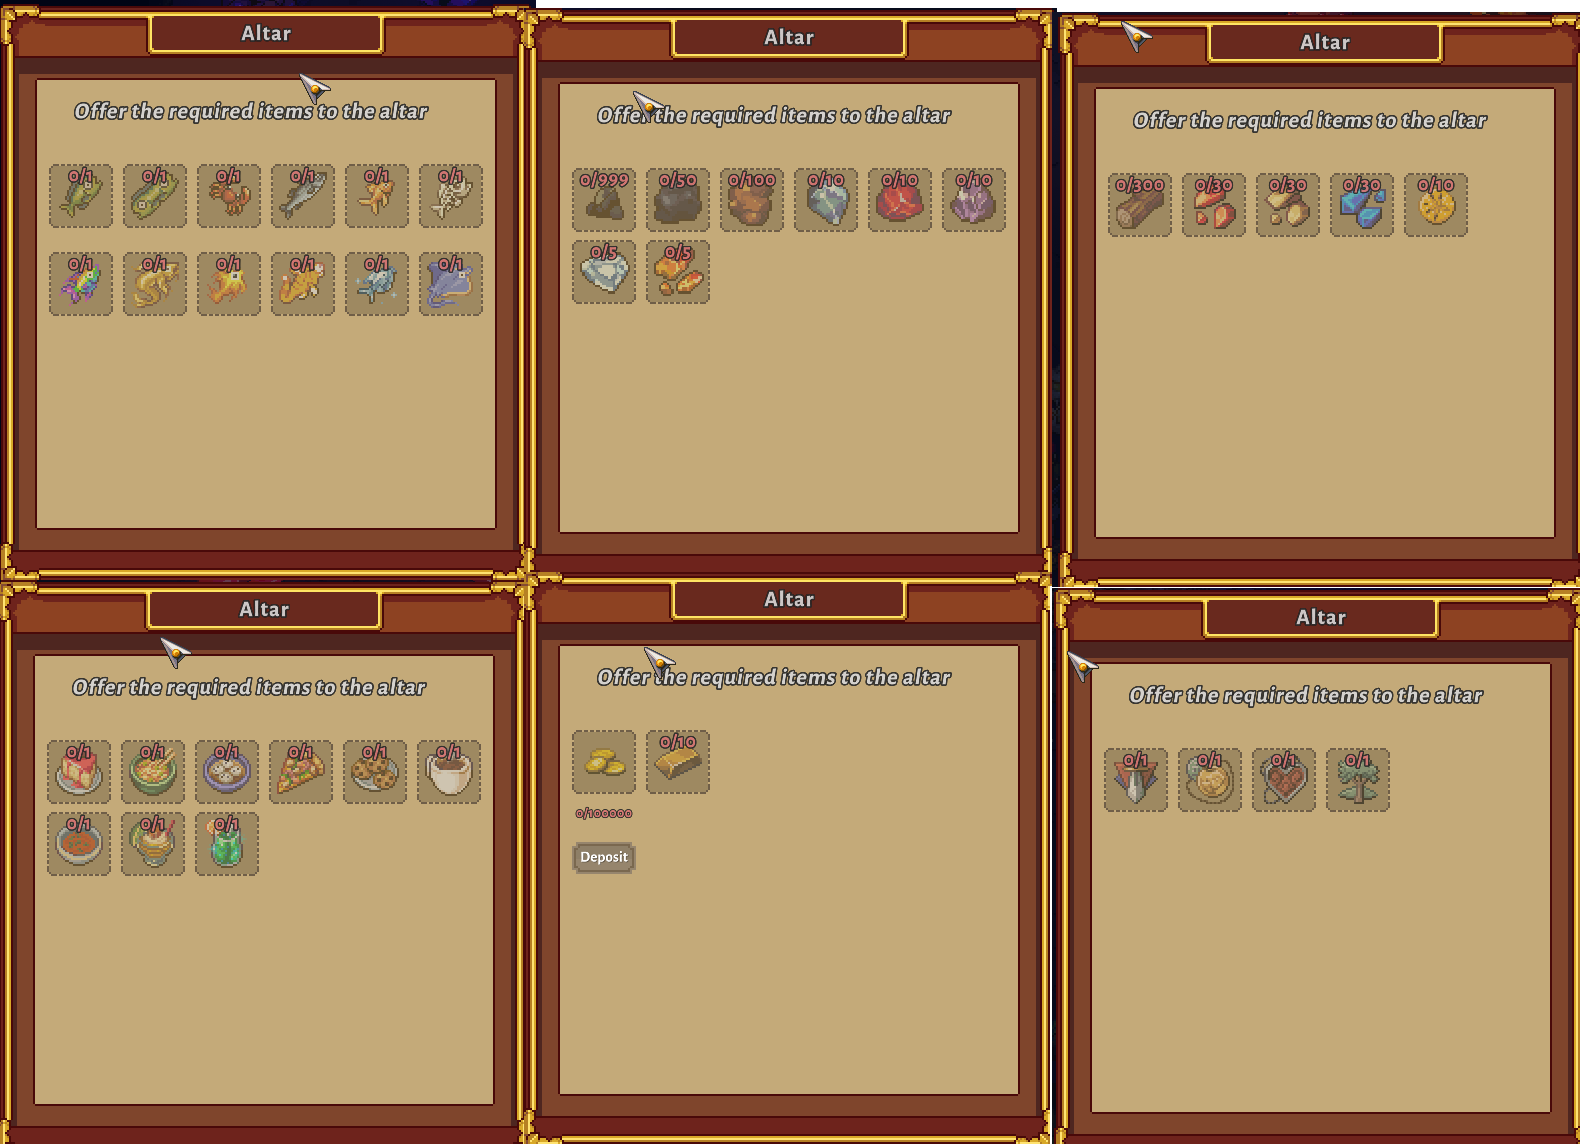 Altar
Offer the required items to the altar
0/1 0/1 0/1 0/1 0/1 0/1
0/1 0/1 0/1 0/1 0/1 0/1
Altar
Offer the required items to the altar
0/999 0/50 0/100 0/10 0/10 0/10
0/5 0/5
Altar
Offer the required items to the altar
0/300 0/30 0/30 0/30 0/10
Altar
Offer the required items to the altar
0/1 0/1 0/1 0/1 0/1 0/1
0/1 0/1 0/1
Altar
Offer the required items to the altar
0/10
0/100000
Deposit
Altar
Offer the required items to the altar
0/1 0/1 0/1 0/1